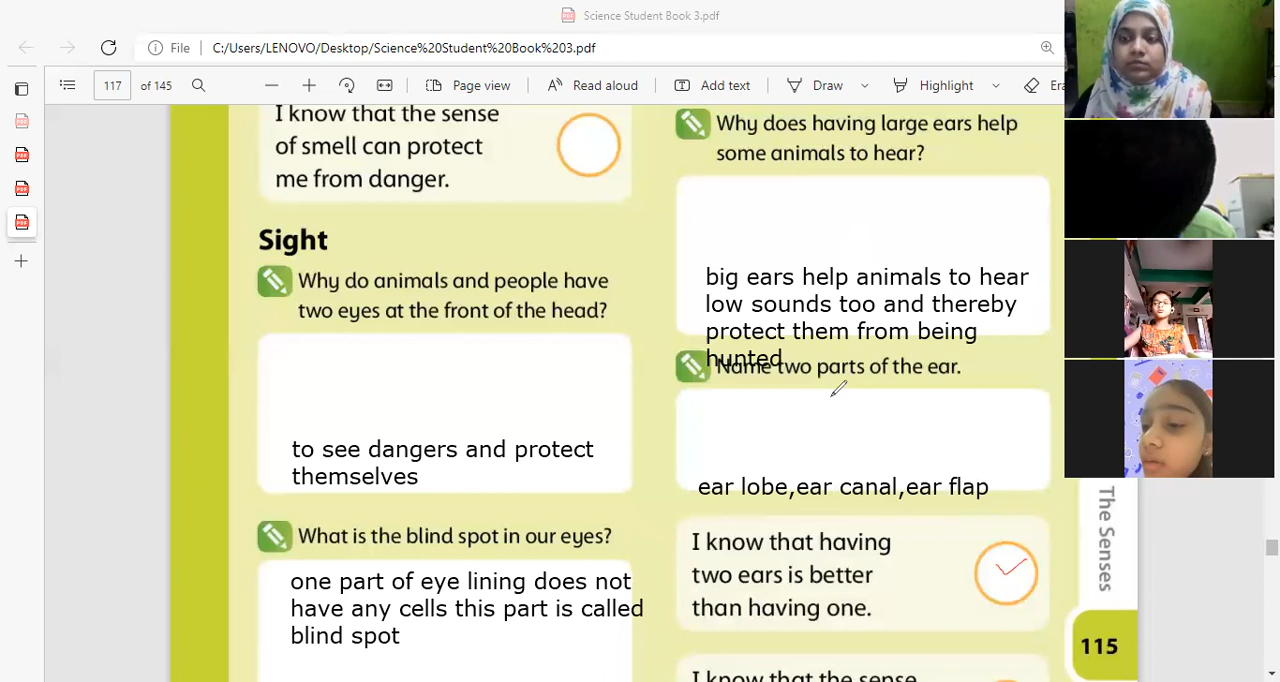 Science Student Book 3.pdf
File
C:/Users/LENOVO/Desktop/Science%20Student%20Book%203.pdf
117 of 145
Page view
Read aloud
Add text
Draw
Highlight
Era
I know that the sense
of smell can protect
me from danger.
Sight
Why do animals and people have
two eyes at the front of the head?
to see dangers and protect
themselves
What is the blind spot in our eyes?
one part of eye lining does not
have any cells this part is called
blind spot
Why does having large ears help
some animals to hear?
big ears help animals to hear
low sounds too and thereby
protect them from being
hunted
Name two parts of the ear.
ear lobe,ear canal,ear flap
I know that having
two ears is better
than having one.
I know that the sense
The Senses
115